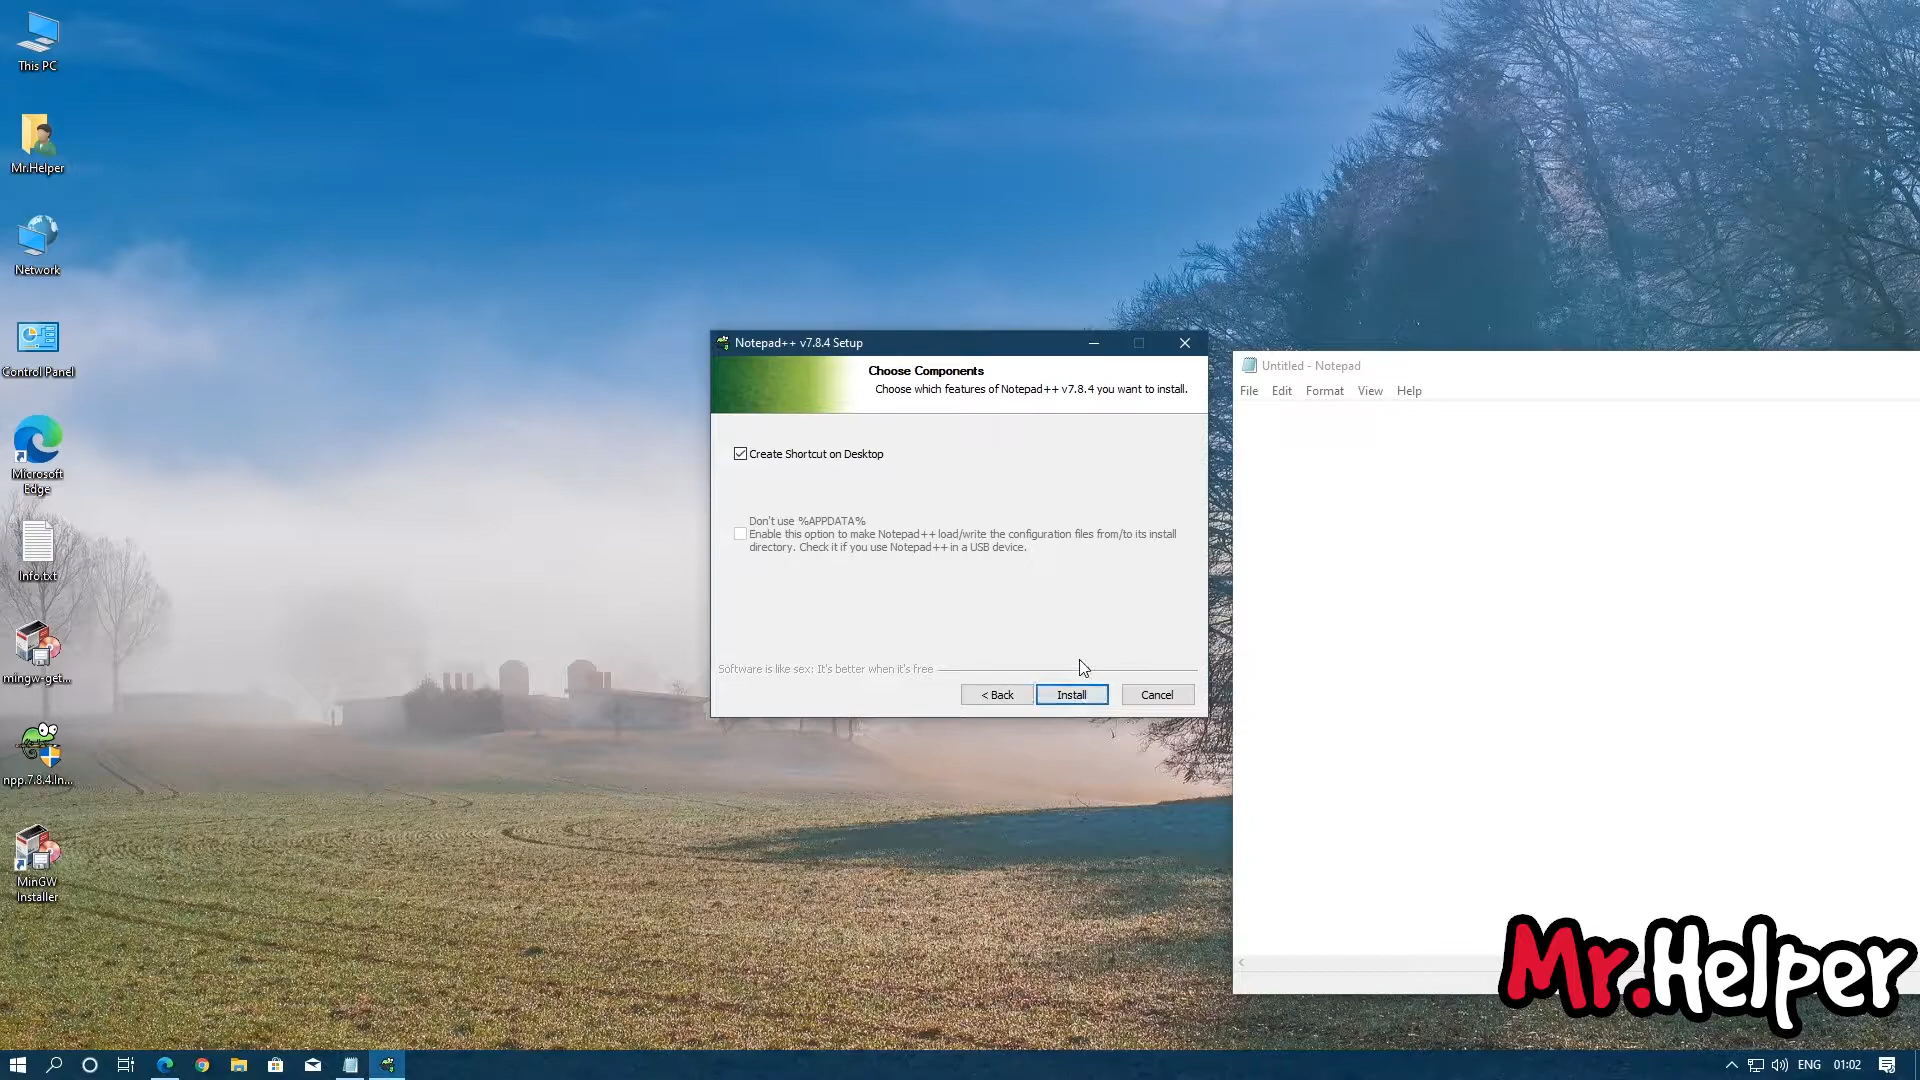 This PC
Mr.Helper
Network
Control Panel
Microsoft
Edge
Info.txt
mingw-get...
npp.7.8.4.In...
MinGW
Installer
Notepad++ v7.8.4 Setup
Choose Components
Choose which features of Notepad++ v7.8.4 you want to install.
Create Shortcut on Desktop
Don't use %APPDATA%
Enable this option to make Notepad++ load/write the configuration files from/to its install
directory. Check it if you use Notepad++ in a USB device.
Software is like sex: It's better when it's free
< Back
Install
Cancel
Untitled - Notepad
File Edit Format View Help
Mr.Helper
ENG 01:02